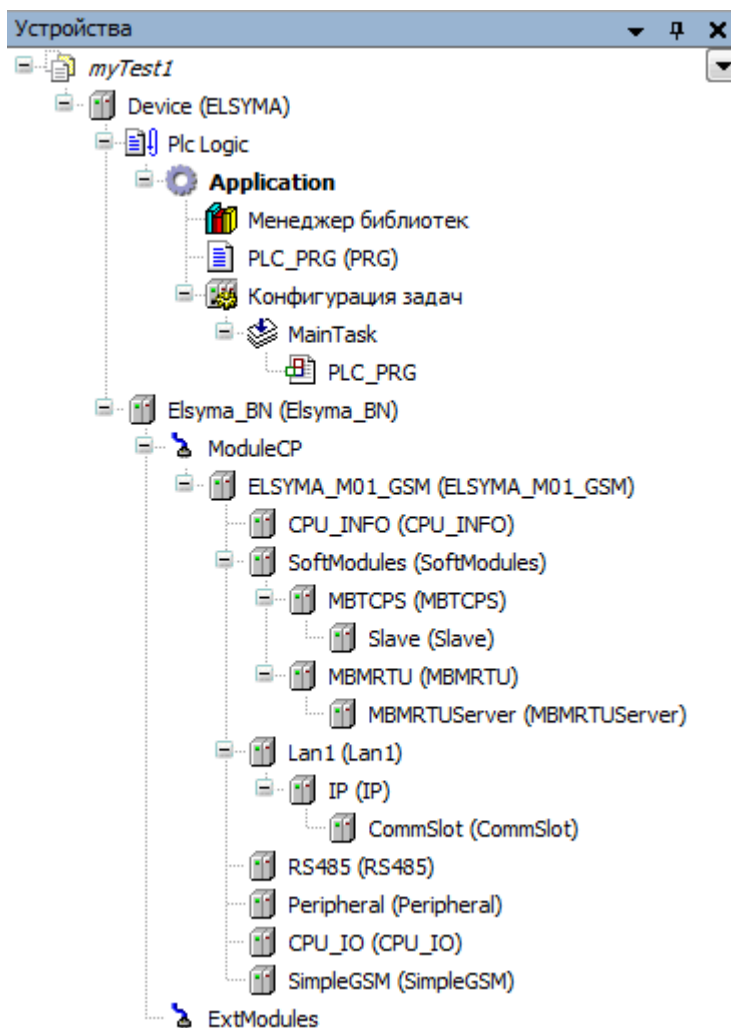 Устройства
myTest1
Device (ELSYMA)
Plc Logic
Application
Менеджер библиотек
PLC_PRG (PRG)
Конфигурация задач
MainTask
PLC_PRG
Elsyma_BN (Elsyma_BN)
ModuleCP
ELSYMA_M01_GSM (ELSYMA_M01_GSM)
CPU_INFO (CPU_INFO)
SoftModules (SoftModules)
MBTCPS (MBTCPS)
Slave (Slave)
MBMRTU (MBMRTU)
MBMRTUServer (MBMRTUServer)
Lan1 (Lan1)
IP (IP)
CommSlot (CommSlot)
RS485 (RS485)
Peripheral (Peripheral)
CPU_IO (CPU_IO)
SimpleGSM (SimpleGSM)
ExtModules